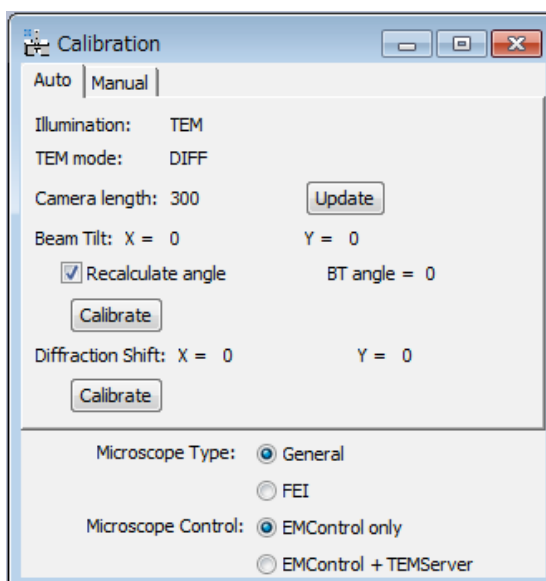 Calibration
Auto Manual
Illumination: TEM
TEM mode: DIFF
Camera length: 300 Update
Beam Tilt: X = 0 Y = 0
Recalculate angle BT angle = 0
Calibrate
Diffraction Shift: X = 0 Y = 0
Calibrate
Microscope Type: General
FEI
Microscope Control: EMControl only
EMControl + TEMServer